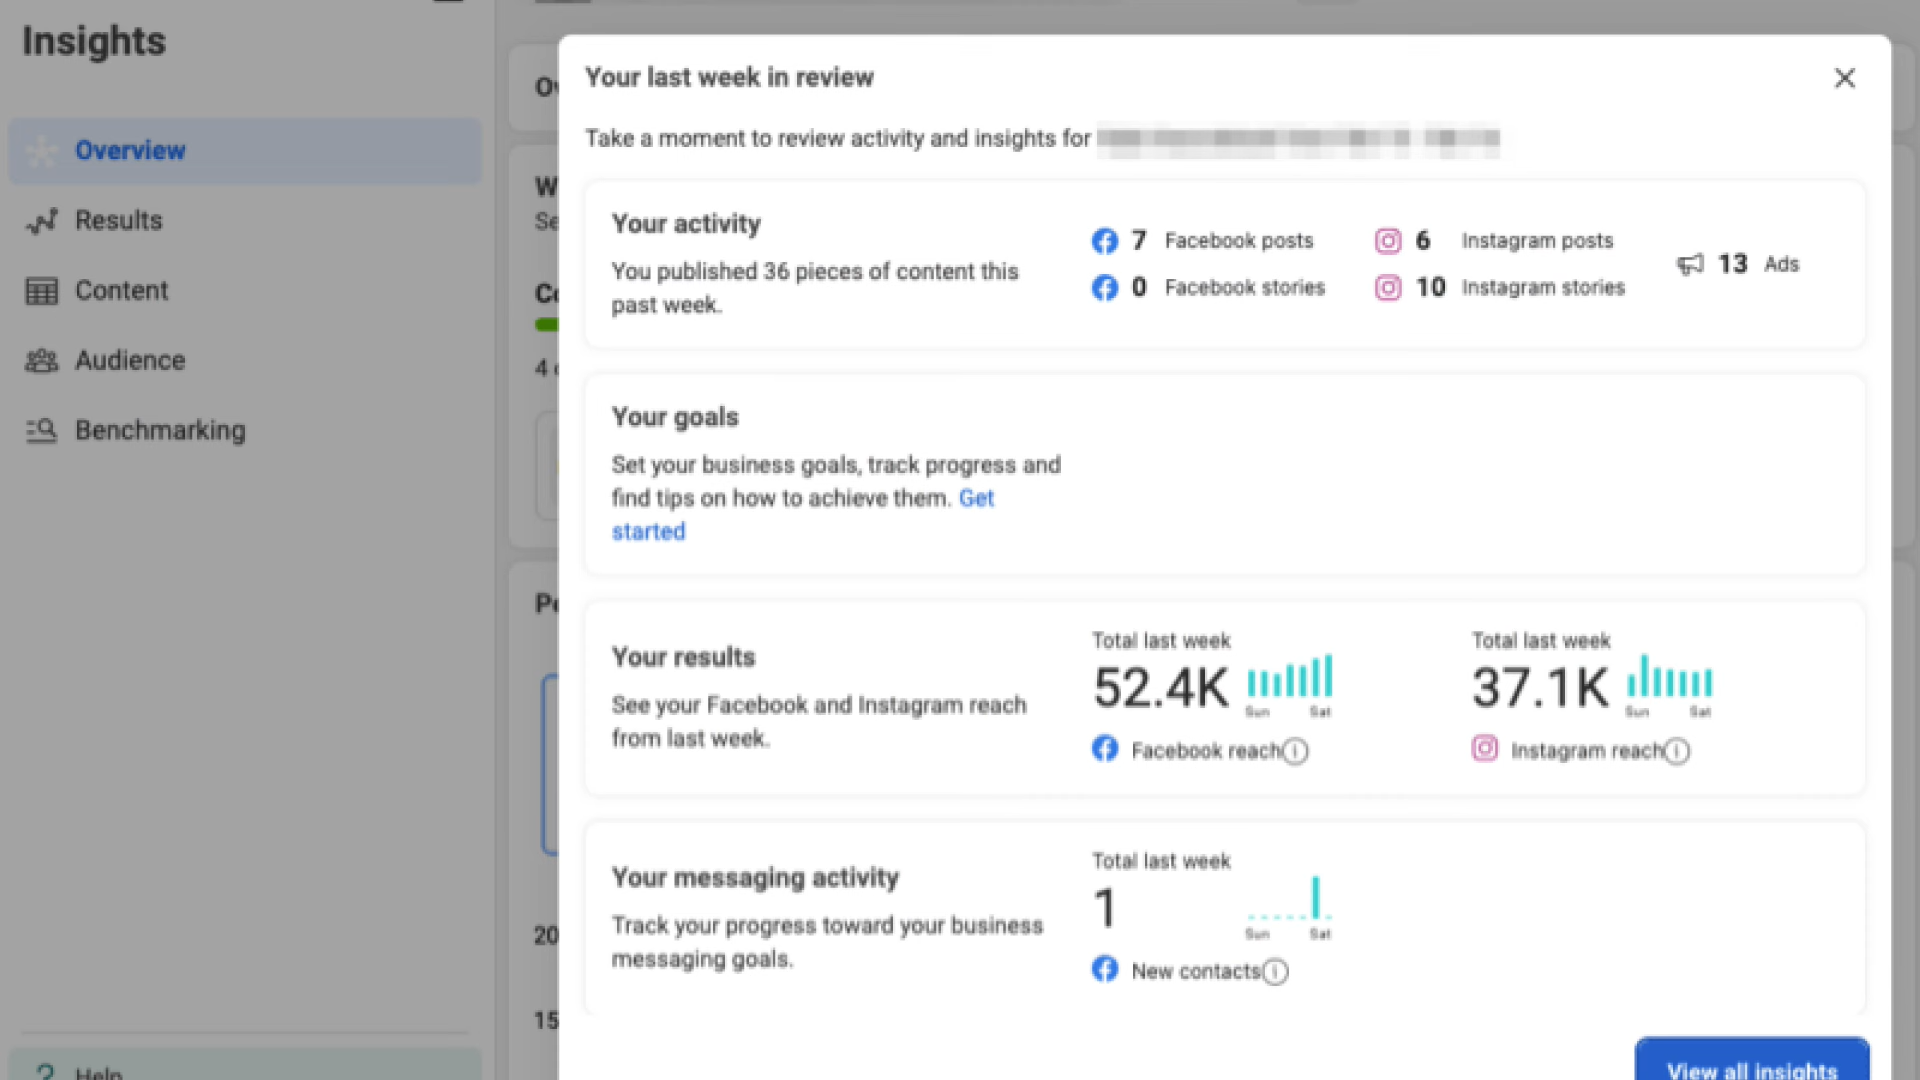 Insights
Overview
Results
Content
Audience
Benchmarking
Help
Your last week in review
Take a moment to review activity and insights for
Your activity
You published 36 pieces of content this
past week.
7 Facebook posts
0 Facebook stories
6 Instagram posts
10 Instagram stories
13 Ads
Your goals
Set your business goals, track progress and
find tips on how to achieve them. Get
started
Your results
See your Facebook and Instagram reach
from last week.
Total last week
52.4K
Sun Sat
Facebook reach
Total last week
37.1K
Sun Sat
Instagram reach
Your messaging activity
Track your progress toward your business
messaging goals.
Total last week
1
Sun Sat
New contacts
View all insights